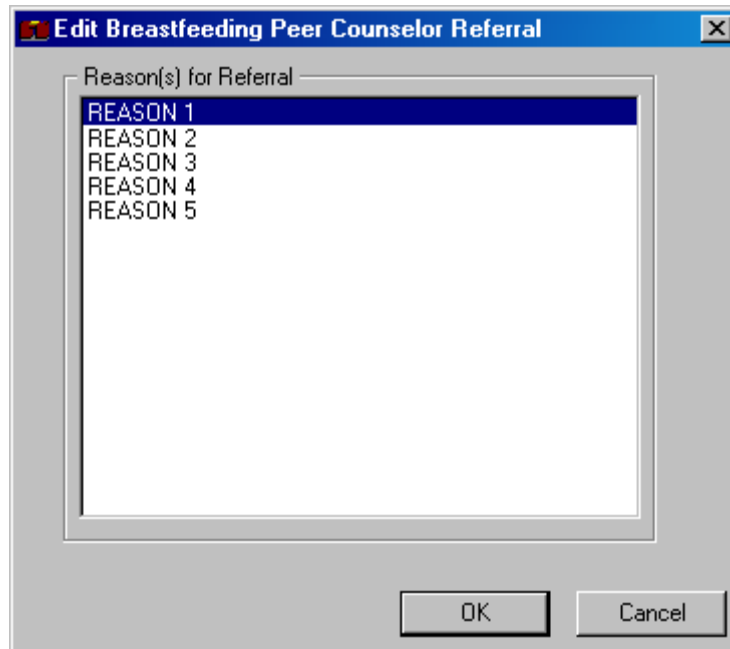 Edit Breastfeeding Peer Counselor Referral
Reason(s) for Referral
REASON 1
REASON 2
REASON 3
REASON 4
REASON 5
OK
Cancel